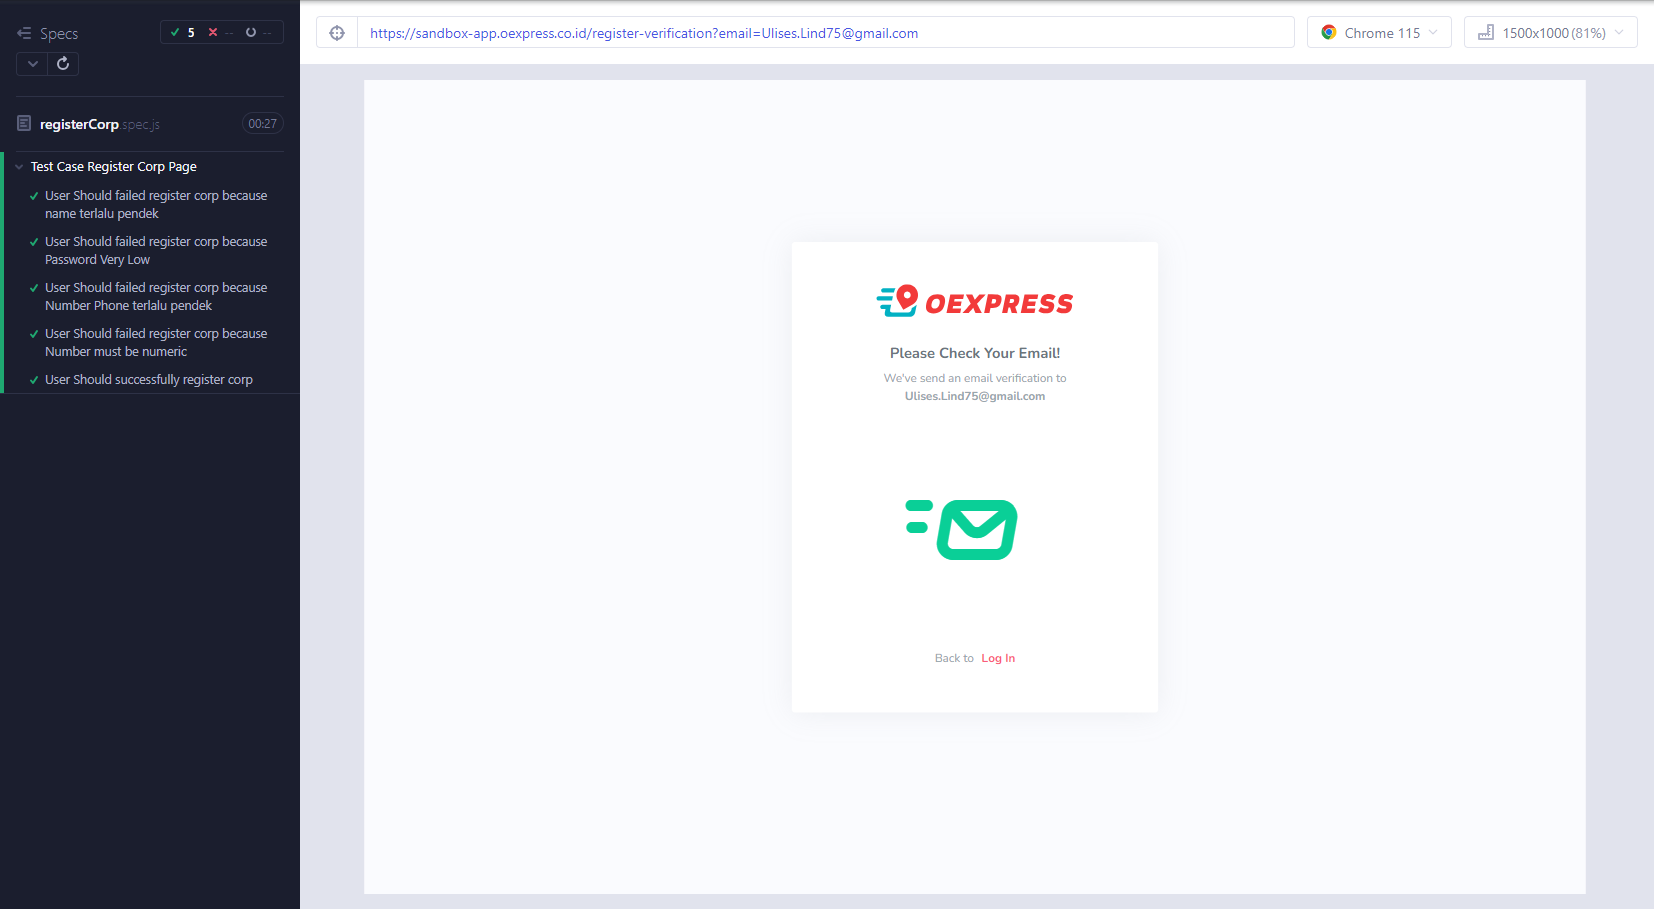 Specs
5
--
--
registerCorp.spec.js
00:27
Test Case Register Corp Page
User Should failed register corp because
name terlalu pendek
User Should failed register corp because
Password Very Low
User Should failed register corp because
Number Phone terlalu pendek
User Should failed register corp because
Number must be numeric
User Should successfully register corp
https://sandbox-app.oexpress.co.id/register-verification?email=Ulises.Lind75@gmail.com
Chrome 115
1500x1000 (81%)
OEXPRESS
Please Check Your Email!
We've send an email verification to
Ulises.Lind75@gmail.com
Back to Log In